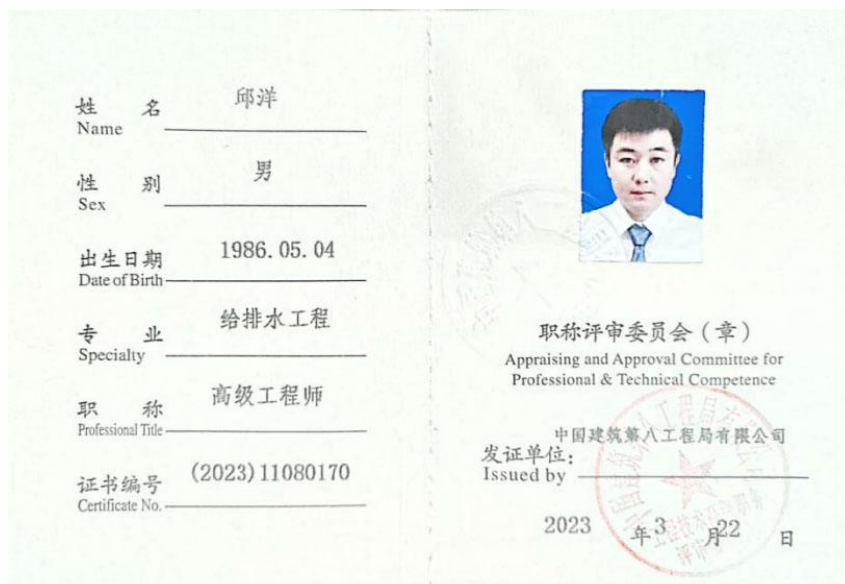 姓 名 邱洋
Name
性 别 男
Sex
出生日期 1986.05.04
Date of Birth
专 业 给排水工程
Specialty
职 称 高级工程师
Professional Title
证书编号 (2023)11080170
Certificate No.
职称评审委员会（章）
Appraising and Approval Committee for
Professional & Technical Competence
中国建筑第八工程局有限公司
发证单位：
Issued by
2023 年 3 月 22 日